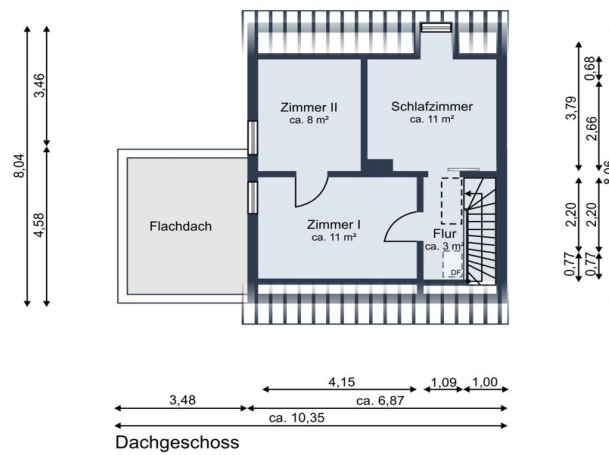 Zimmer II
ca. 8 m²
Schlafzimmer
ca. 11 m²
Flachdach
Zimmer I
ca. 11 m²
Flur
ca. 3 m²
DF
3,46
8,04
4,58
0,68
3,79
2,66
8,06
2,20
2,20
0,77
0,77
4,15
1,09
1,00
3,48
ca. 6,87
ca. 10,35
Dachgeschoss